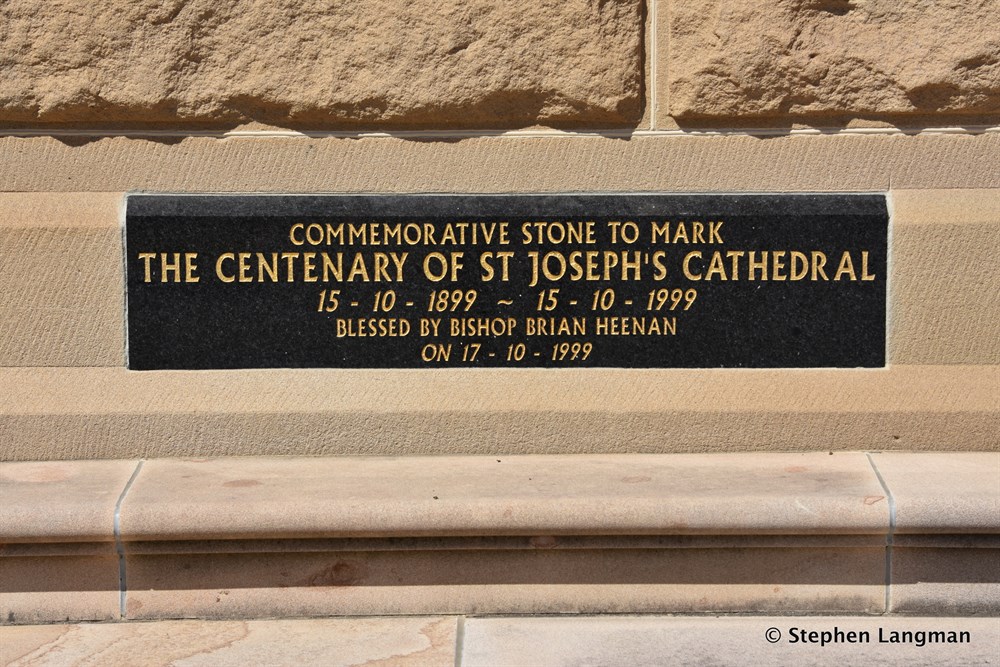 COMMEMORATIVE STONE TO MARK
THE CENTENARY OF ST JOSEPH'S CATHEDRAL
15 - 10 - 1899 ~ 15 - 10 - 1999
BLESSED BY BISHOP BRIAN HEENAN
ON 17 - 10 - 1999
© Stephen Langman